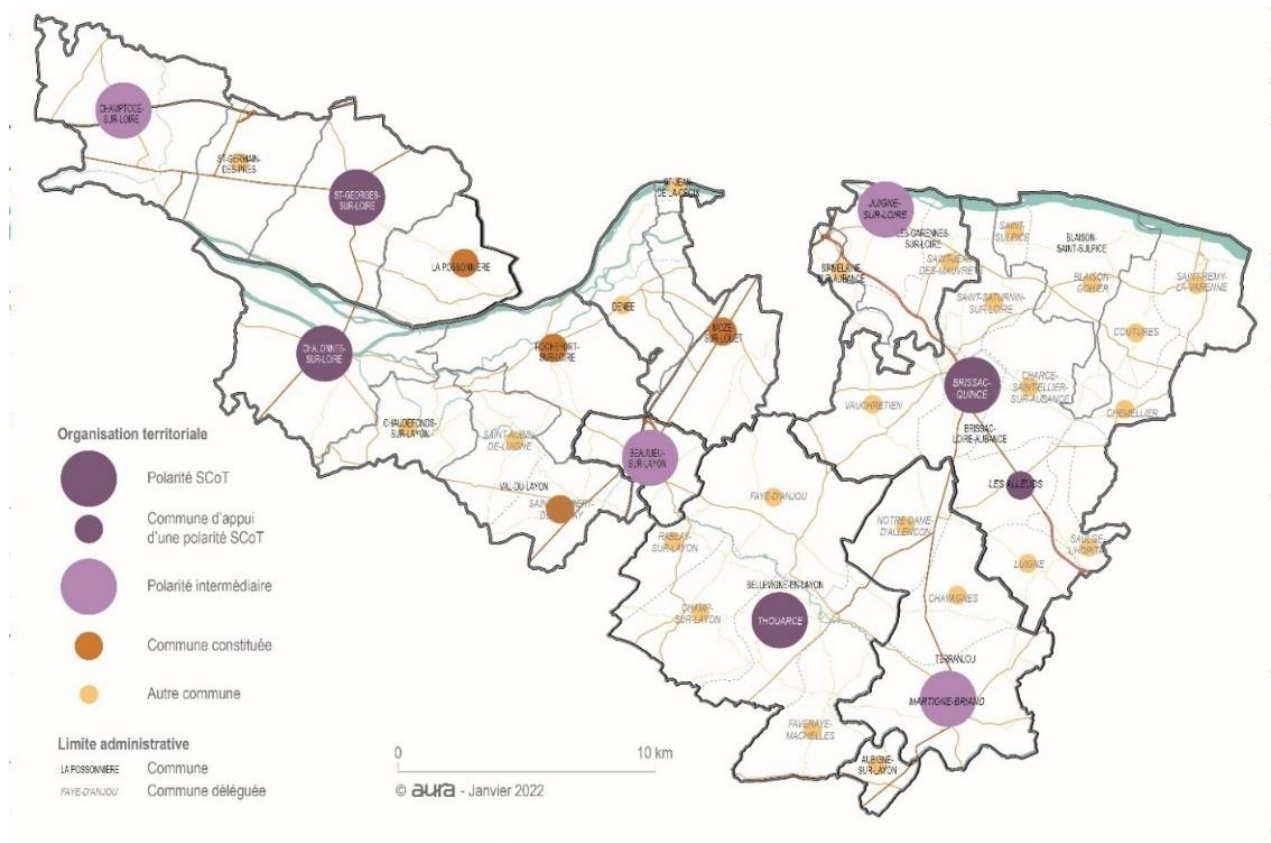 CHAMPTOCE-
SUR-LOIRE
ST-GERMAIN-
DES-PRES
ST-GEORGES-
SUR-LOIRE
LA POSSONNIERE
ST-JEAN-
DE-LA-CROIX
JUIGNE-
SUR-LOIRE
LES-GARENNES-
SUR-LOIRE
SAINT-
SULPICE
BLAISON-
SAINT-SULPICE
ST-MELAINE
SUR-AUBANCE
SAINT-JEAN-
DES-MAUVRETS
BLAISON-
GOHIER
SAINT-REMY-
LA-VARENNE
SAINT-SATURNIN-
SUR-LOIRE
COUTURES
DENEE
MOZE-
SUR-LOUET
CHALONNES-
SUR-LOIRE
ROCHEFORT-
SUR-LOIRE
BRISSAC-
QUINCE
CHARCE-
SAINT-ELLIER-
SUR-AUBANCE
VAUCHRETIEN
CHEMELLIER
CHAUDEFONDS-
SUR-LAYON
SAINT-AUBIN-
DE-LUIGNE
BRISSAC-
LOIRE-AUBANCE
BEAULIEU-
SUR-LAYON
VAL-DU-LAYON
LES-ALLEUDS
FAYE-D'ANJOU
NOTRE-DAME-
D'ALLENCON
RABLAY-
SUR-LAYON
SAULGE-
L'HOPITAL
LUIGNE
BELLEVIGNE-EN-LAYON
CHAVAGNES
CHAMP-
SUR-LAYON
THOUARCE
TERRANJOU
MARTIGNE-BRIAND
FAVERAYE-
MACHELLES
AUBIGNE-
SUR-LAYON
Organisation territoriale
Polarité SCoT
Commune d'appui
d'une polarité SCoT
Polarité intermédiaire
Commune constituée
Autre commune
Limite administrative
LA POSSONNIERE Commune
FAYE-D'ANJOU Commune déléguée
0 10 km
© aura - Janvier 2022